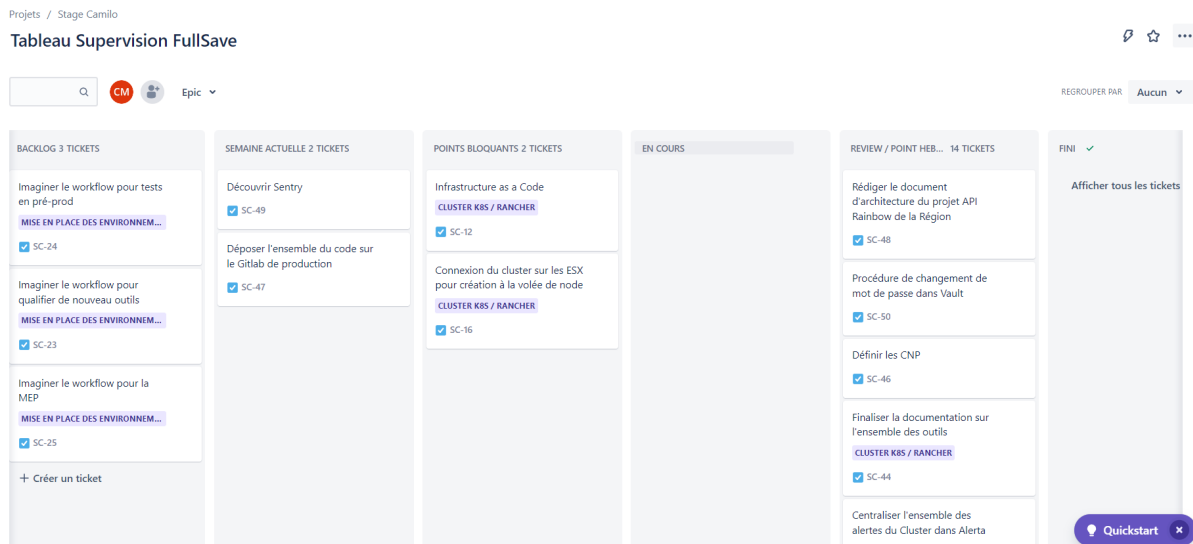 Projets / Stage Camilo
Tableau Supervision FullSave
CM
Epic
REGROUPER PAR Aucun
BACKLOG 3 TICKETS
Imaginer le workflow pour tests
en pré-prod
MISE EN PLACE DES ENVIRONNEM...
SC-24
Imaginer le workflow pour
qualifier de nouveau outils
MISE EN PLACE DES ENVIRONNEM...
SC-23
Imaginer le workflow pour la
MEP
MISE EN PLACE DES ENVIRONNEM...
SC-25
+ Créer un ticket
SEMAINE ACTUELLE 2 TICKETS
Découvrir Sentry
SC-49
Déposer l'ensemble du code sur
le Gitlab de production
SC-47
POINTS BLOQUANTS 2 TICKETS
Infrastructure as a Code
CLUSTER K8S / RANCHER
SC-12
Connexion du cluster sur les ESX
pour création à la volée de node
CLUSTER K8S / RANCHER
SC-16
EN COURS
REVIEW / POINT HEB... 14 TICKETS
Rédiger le document
d'architecture du projet API
Rainbow de la Région
SC-48
Procédure de changement de
mot de passe dans Vault
SC-50
Définir les CNP
SC-46
Finaliser la documentation sur
l'ensemble des outils
CLUSTER K8S / RANCHER
SC-44
Centraliser l'ensemble des
alertes du Cluster dans Alerta
FINI
Afficher tous les tickets
Quickstart